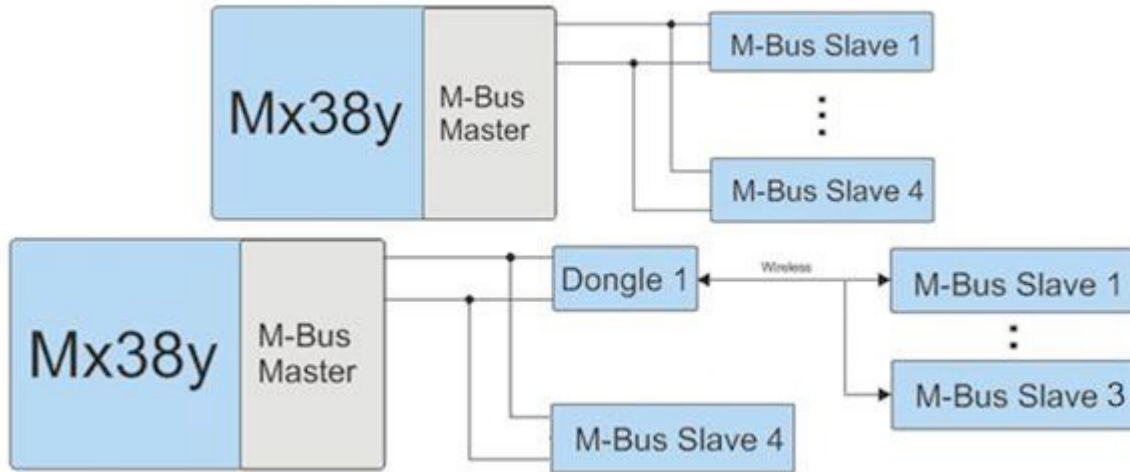 Mx38y
M-Bus
Master
M-Bus Slave 1
M-Bus Slave 4
Mx38y
M-Bus
Master
Dongle 1
Wireless
M-Bus Slave 1
M-Bus Slave 3
M-Bus Slave 4